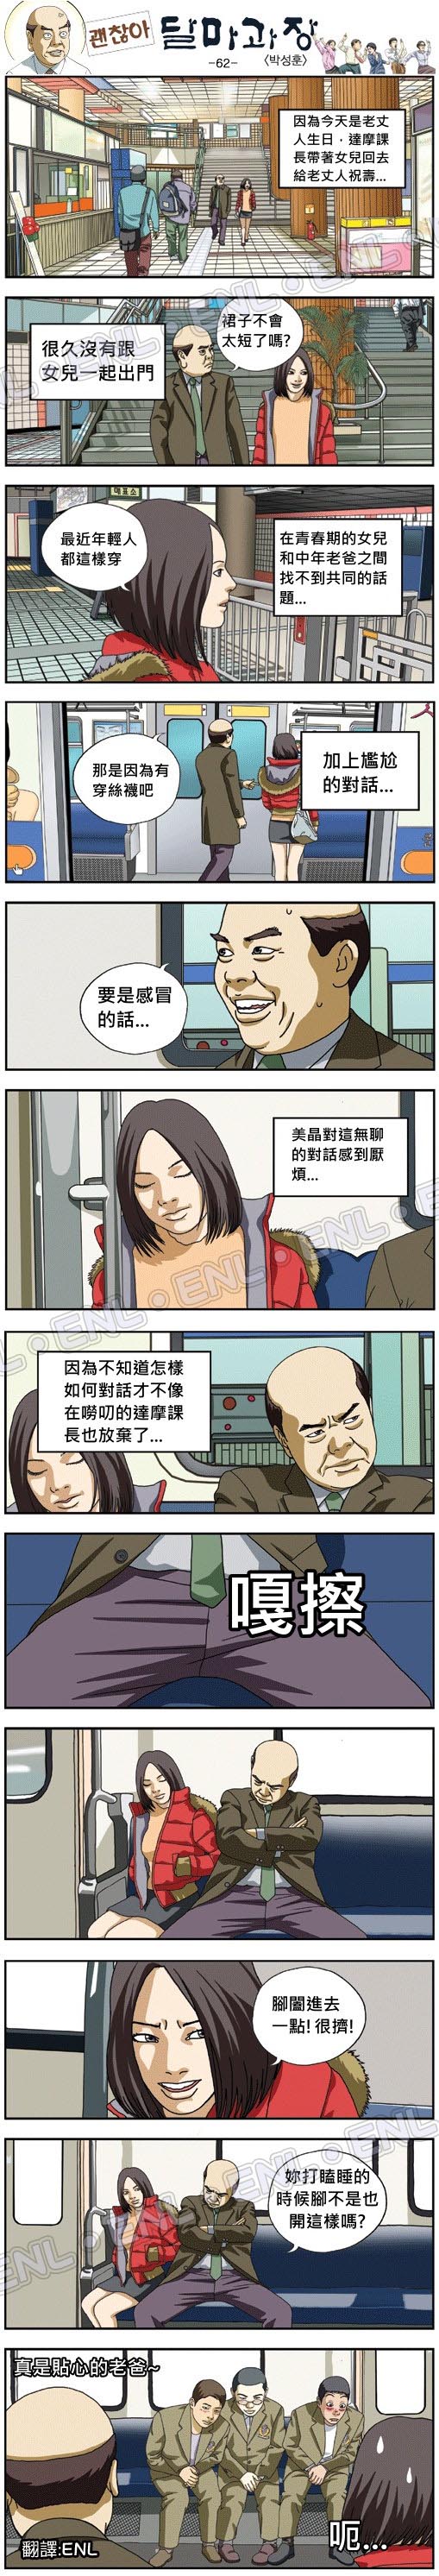 괜찮아 달마과장
-62- 〈박성훈〉
因為今天是老丈
人生日，達摩課
長帶著女兒回去
給老丈人祝壽...
很久沒有跟
女兒一起出門
裙子不會
太短了嗎?
매표소
最近年輕人
都這樣穿
在青春期的女兒
和中年老爸之間
找不到共同的話
題...
那是因為有
穿絲襪吧
加上尷尬
的對話...
要是感冒
的話...
美晶對這無聊
的對話感到厭
煩...
因為不知道怎樣
如何對話才不像
在嘮叨的達摩課
長也放棄了...
嘎擦
腳闔進去
一點! 很擠!
妳打瞌睡的
時候腳不是也
開這樣嗎?
真是貼心的老爸~
呃...
翻譯:ENL
ENL